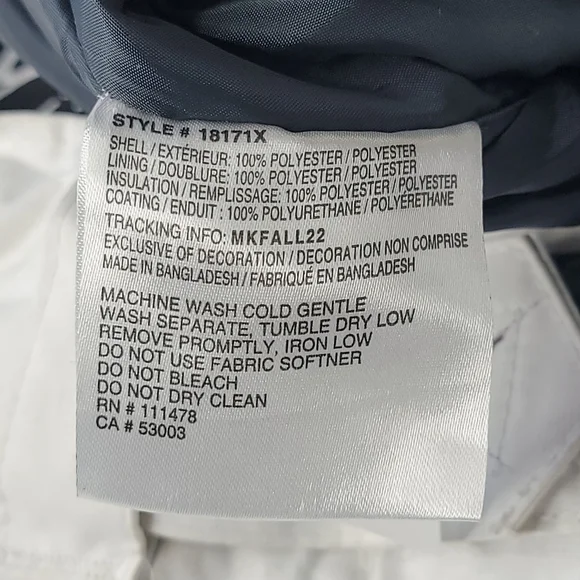 STYLE # 18171X
SHELL / EXTÉRIEUR: 100% POLYESTER / POLYESTER
LINING / DOUBLURE: 100% POLYESTER / POLYESTER
INSULATION / REMPLISSAGE: 100% POLYESTER / POLYESTER
COATING / ENDUIT : 100% POLYURETHANE / POLYÉRETHANE
TRACKING INFO: MKFALL22
EXCLUSIVE OF DECORATION / DECORATION NON COMPRISE
MADE IN BANGLADESH / FABRIQUÉ EN BANGLADESH
MACHINE WASH COLD GENTLE
WASH SEPARATE, TUMBLE DRY LOW
REMOVE PROMPTLY, IRON LOW
DO NOT USE FABRIC SOFTNER
DO NOT BLEACH
DO NOT DRY CLEAN
RN # 111478
CA # 53003